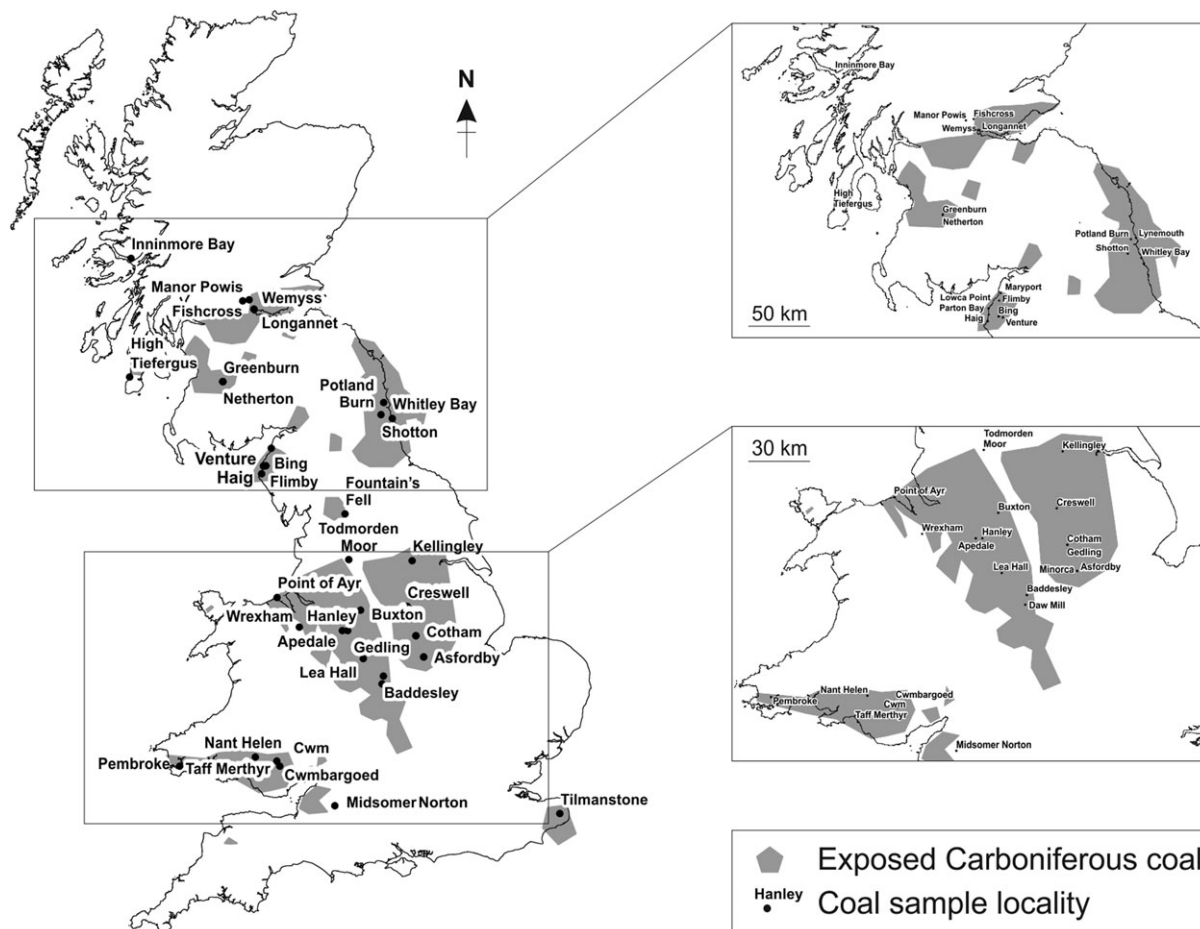 N
Inninmore Bay
Manor Powis
Wemyss
Fishcross
Longannet
High
Tiefergus
Greenburn
Netherton
Potland
Burn
Whitley Bay
Shotton
Venture
Bing
Haig
Flimby
Fountain's
Fell
Todmorden
Moor
Kellingley
Point of Ayr
Creswell
Wrexham
Hanley
Buxton
Apedale
Cotham
Gedling
Asfordby
Lea Hall
Baddesley
Nant Helen
Cwm
Pembroke
Taff Merthyr
Cwmbargoed
Midsomer Norton
Tilmanstone
Inninmore Bay
Manor Powis
Fishcross
Wemyss
Longannet
High
Tiefergus
Greenburn
Netherton
Potland Burn
Lynemouth
Shotton
Whitley Bay
Maryport
Lowca Point
Flimby
Parton Bay
Bing
Haig
Venture
50 km
30 km
Todmorden
Moor
Kellingley
Point of Ayr
Creswell
Buxton
Wrexham
Hanley
Apedale
Cotham
Gedling
Lea Hall
Minorca
Asfordby
Baddesley
Daw Mill
Nant Helen
Cwmbargoed
Pembroke
Cwm
Taff Merthyr
Midsomer Norton
Exposed Carboniferous coal
Hanley
Coal sample locality